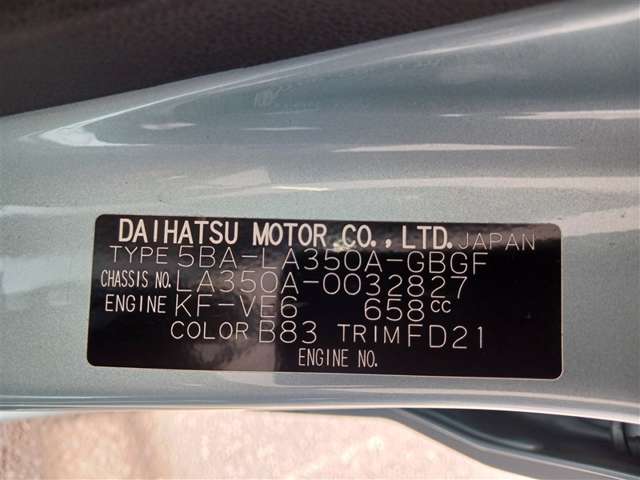 DAIHATSU MOTOR CO., LTD. JAPAN
TYPE 5BA-LA350A-GBGF
CHASSIS NO. LA350A-0032827
ENGINE KF-VE6 658cc
COLOR B83 TRIM FD21
ENGINE NO.